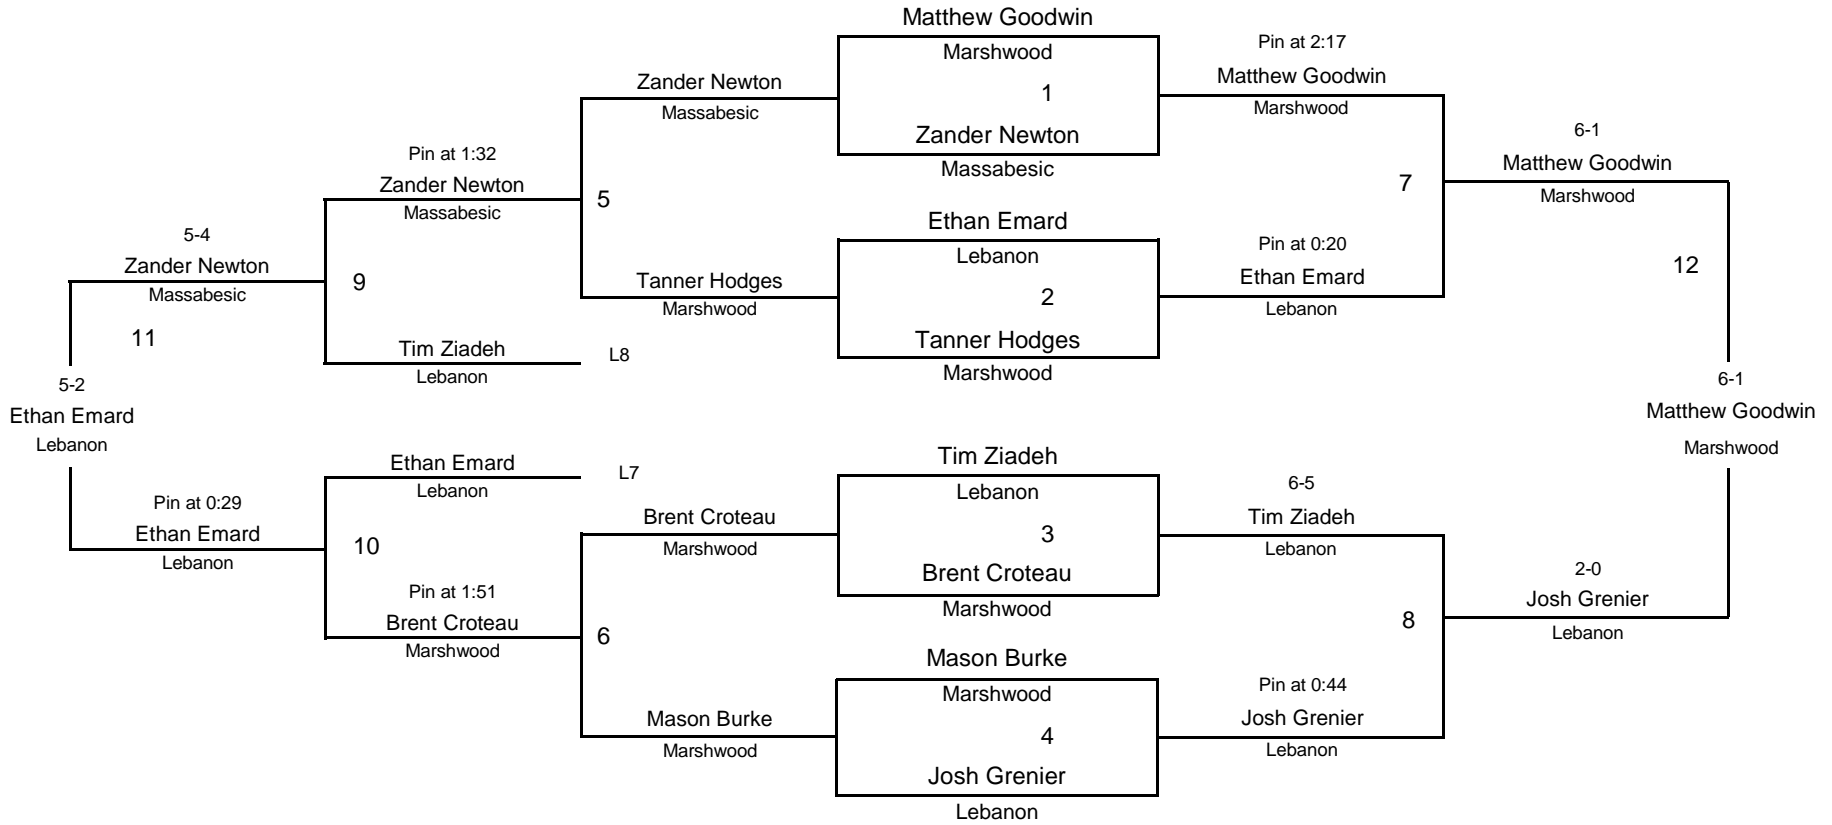 Matthew Goodwin
Marshwood
Pin at 2:17
Zander Newton
Matthew Goodwin
Massabesic
1
Marshwood
6-1
Zander Newton
Pin at 1:32
Matthew Goodwin
Massabesic
Zander Newton
5
7
Marshwood
Massabesic
Ethan Emard
5-4
Pin at 0:20
Lebanon
Zander Newton
12
9
Tanner Hodges
Ethan Emard
Massabesic
Marshwood
2
Lebanon
11
Tanner Hodges
Tim Ziadeh
L8
Lebanon
Marshwood
5-2
6-1
Ethan Emard
Matthew Goodwin
Lebanon
Marshwood
Ethan Emard
Tim Ziadeh
L7
Lebanon
Lebanon
6-5
Pin at 0:29
Brent Croteau
Tim Ziadeh
Ethan Emard
3
10
Marshwood
Lebanon
Lebanon
Brent Croteau
2-0
Pin at 1:51
Josh Grenier
Marshwood
Brent Croteau
8
6
Lebanon
Marshwood
Mason Burke
Pin at 0:44
Marshwood
Mason Burke
Josh Grenier
Marshwood
4
Lebanon
Josh Grenier
Lebanon